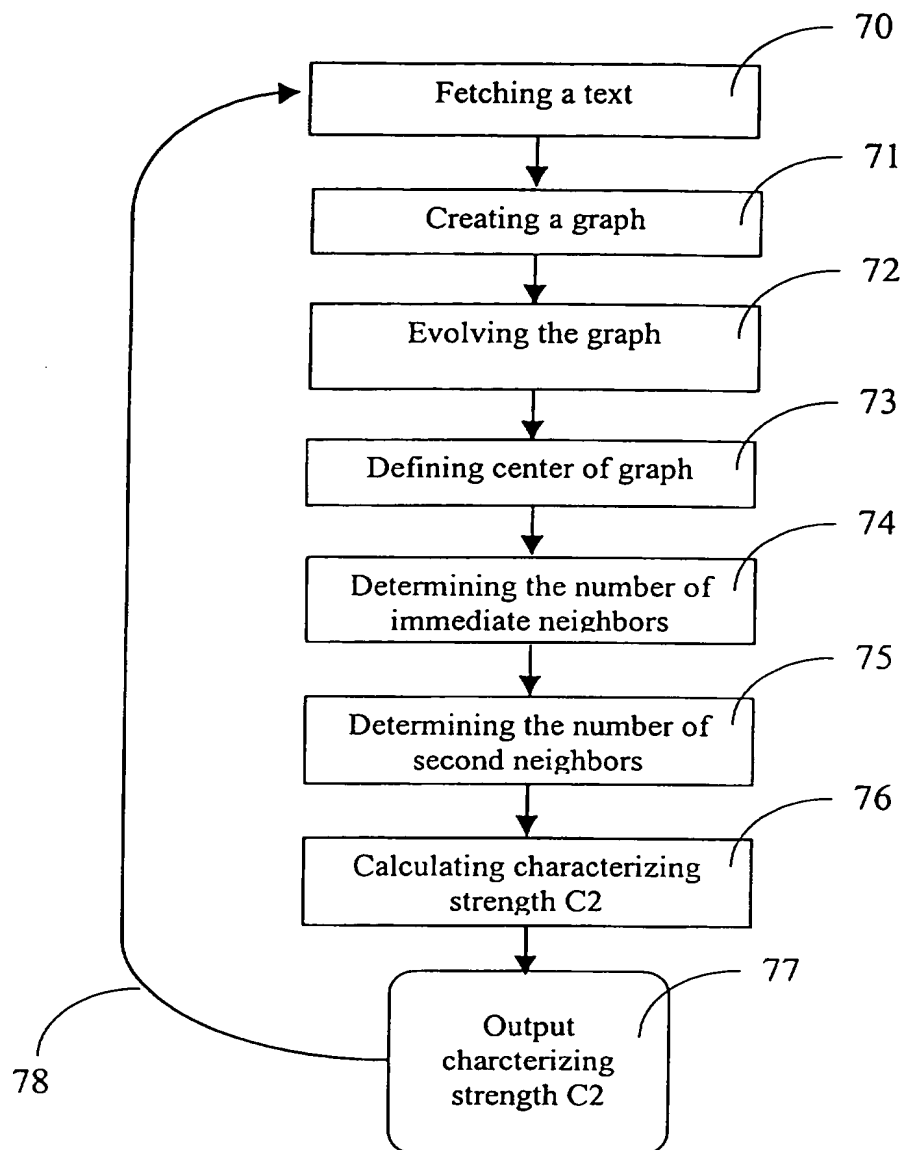 70
Fetching a text
71
Creating a graph
72
Evolving the graph
73
Defining center of graph
74
Determining the number of
immediate neighbors
75
Determining the number of
second neighbors
76
Calculating characterizing
strength C2
77
Output
charcterizing
strength C2
78